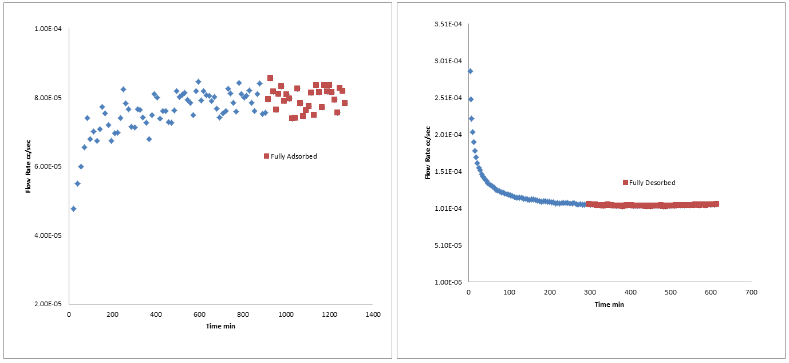 1.00E-04
8.00E-05
6.00E-05
4.00E-05
2.00E-05
Flow Rate cc/sec
Fully Adsorbed
0 200 400 600 800 1000 1200 1400
Time min
3.51E-04
3.01E-04
2.51E-04
2.01E-04
1.51E-04
1.01E-04
5.10E-05
1.00E-06
Flow Rate cc/sec
Fully Desorbed
0 100 200 300 400 500 600 700
Time min